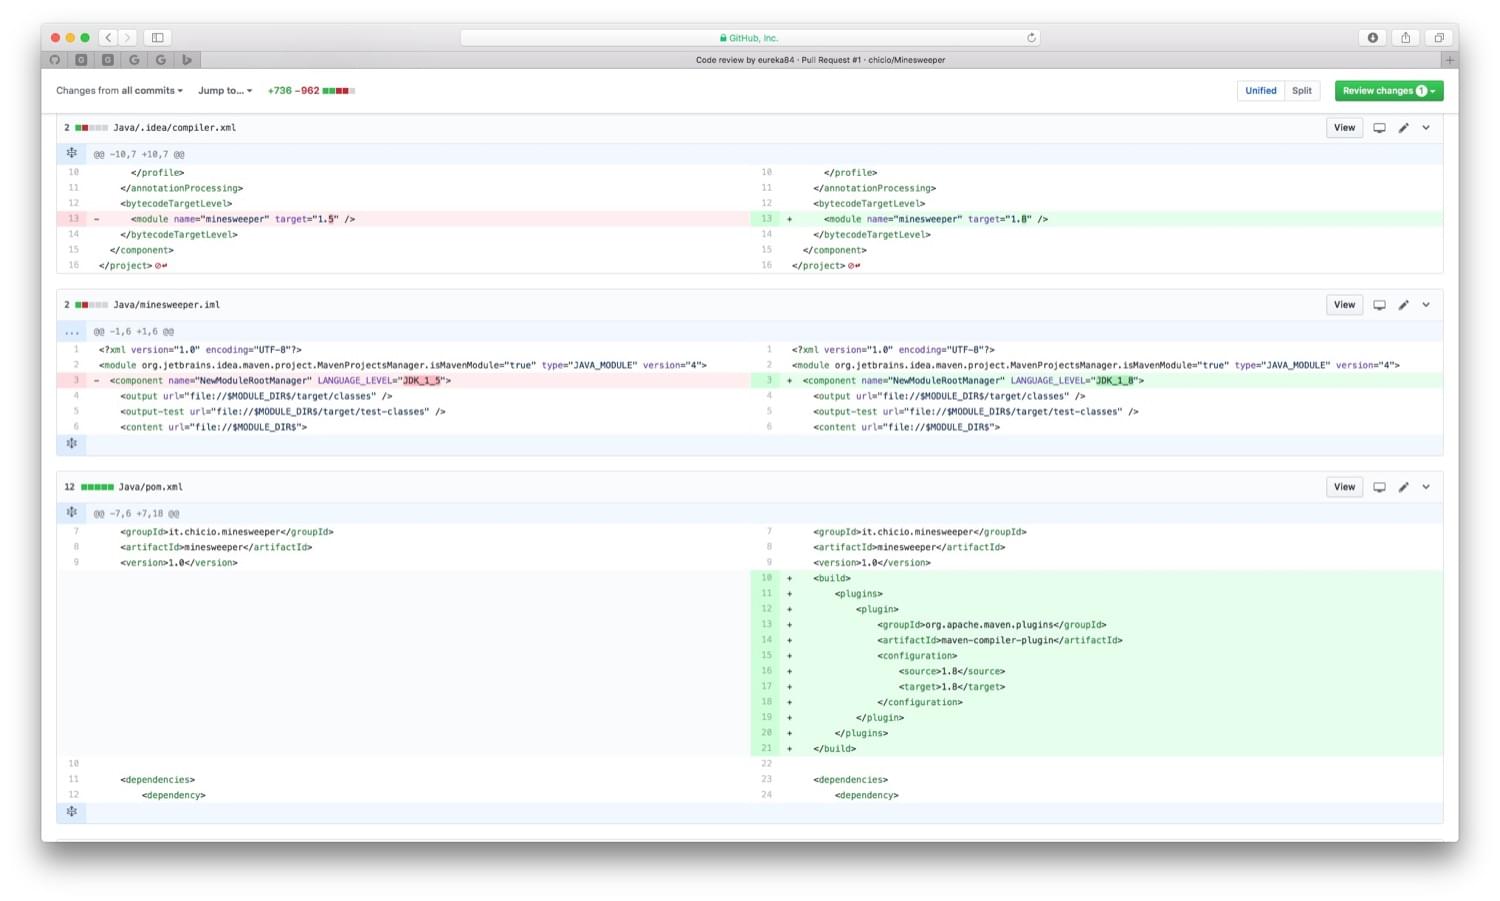 GitHub, Inc.
Code review by eureka84 · Pull Request #1 · chicio/Minesweeper
Changes from all commits Jump to... +736 −962 Unified Split Review changes 1
2 Java/.idea/compiler.xml View
@@ -10,7 +10,7 @@
10 </profile> 10 </profile>
11 </annotationProcessing> 11 </annotationProcessing>
12 <bytecodeTargetLevel> 12 <bytecodeTargetLevel>
13 - <module name="minesweeper" target="1.5" /> 13 + <module name="minesweeper" target="1.8" />
14 </bytecodeTargetLevel> 14 </bytecodeTargetLevel>
15 </component> 15 </component>
16 </project> 16 </project>
2 Java/minesweeper.iml View
... @@ -1,6 +1,6 @@
1 <?xml version="1.0" encoding="UTF-8"?> 1 <?xml version="1.0" encoding="UTF-8"?>
2 <module org.jetbrains.idea.maven.project.MavenProjectsManager.isMavenModule="true" type="JAVA_MODULE" version="4"> 2 <module org.jetbrains.idea.maven.project.MavenProjectsManager.isMavenModule="true" type="JAVA_MODULE" version="4">
3 - <component name="NewModuleRootManager" LANGUAGE_LEVEL="JDK_1_5"> 3 + <component name="NewModuleRootManager" LANGUAGE_LEVEL="JDK_1_8">
4 <output url="file://$MODULE_DIR$/target/classes" /> 4 <output url="file://$MODULE_DIR$/target/classes" />
5 <output-test url="file://$MODULE_DIR$/target/test-classes" /> 5 <output-test url="file://$MODULE_DIR$/target/test-classes" />
6 <content url="file://$MODULE_DIR$"> 6 <content url="file://$MODULE_DIR$">
12 Java/pom.xml View
@@ -7,6 +7,18 @@
7 <groupId>it.chicio.minesweeper</groupId> 7 <groupId>it.chicio.minesweeper</groupId>
8 <artifactId>minesweeper</artifactId> 8 <artifactId>minesweeper</artifactId>
9 <version>1.0</version> 9 <version>1.0</version>
10 + <build>
11 + <plugins>
12 + <plugin>
13 + <groupId>org.apache.maven.plugins</groupId>
14 + <artifactId>maven-compiler-plugin</artifactId>
15 + <configuration>
16 + <source>1.8</source>
17 + <target>1.8</target>
18 + </configuration>
19 + </plugin>
20 + </plugins>
21 + </build>
10 22
11 <dependencies> 23 <dependencies>
12 <dependency> 24 <dependency>